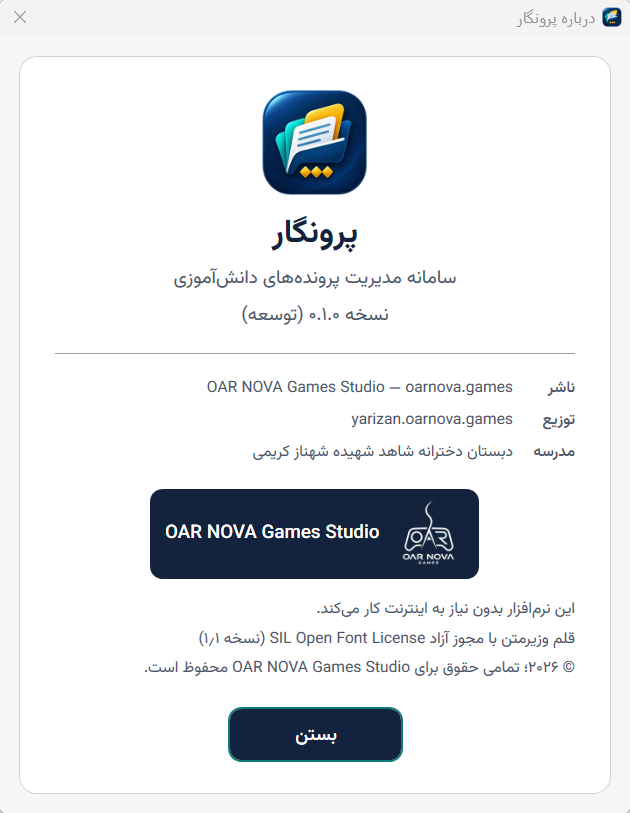 درباره پرونگار
پرونگار
سامانه مدیریت پرونده‌های دانش‌آموزی
نسخه ۰.۱.۰ (توسعه)
ناشر OAR NOVA Games Studio — oarnova.games
توزیع yarizan.oarnova.games
مدرسه دبستان دخترانه شاهد شهیده شهناز کریمی
OAR
OAR NOVA
GAMES
OAR NOVA Games Studio
این نرم‌افزار بدون نیاز به اینترنت کار می‌کند.
قلم وزیرمتن با مجوز آزاد SIL Open Font License (نسخه ۱٫۱)
© ۲۰۲۶؛ تمامی حقوق برای OAR NOVA Games Studio محفوظ است.
بستن